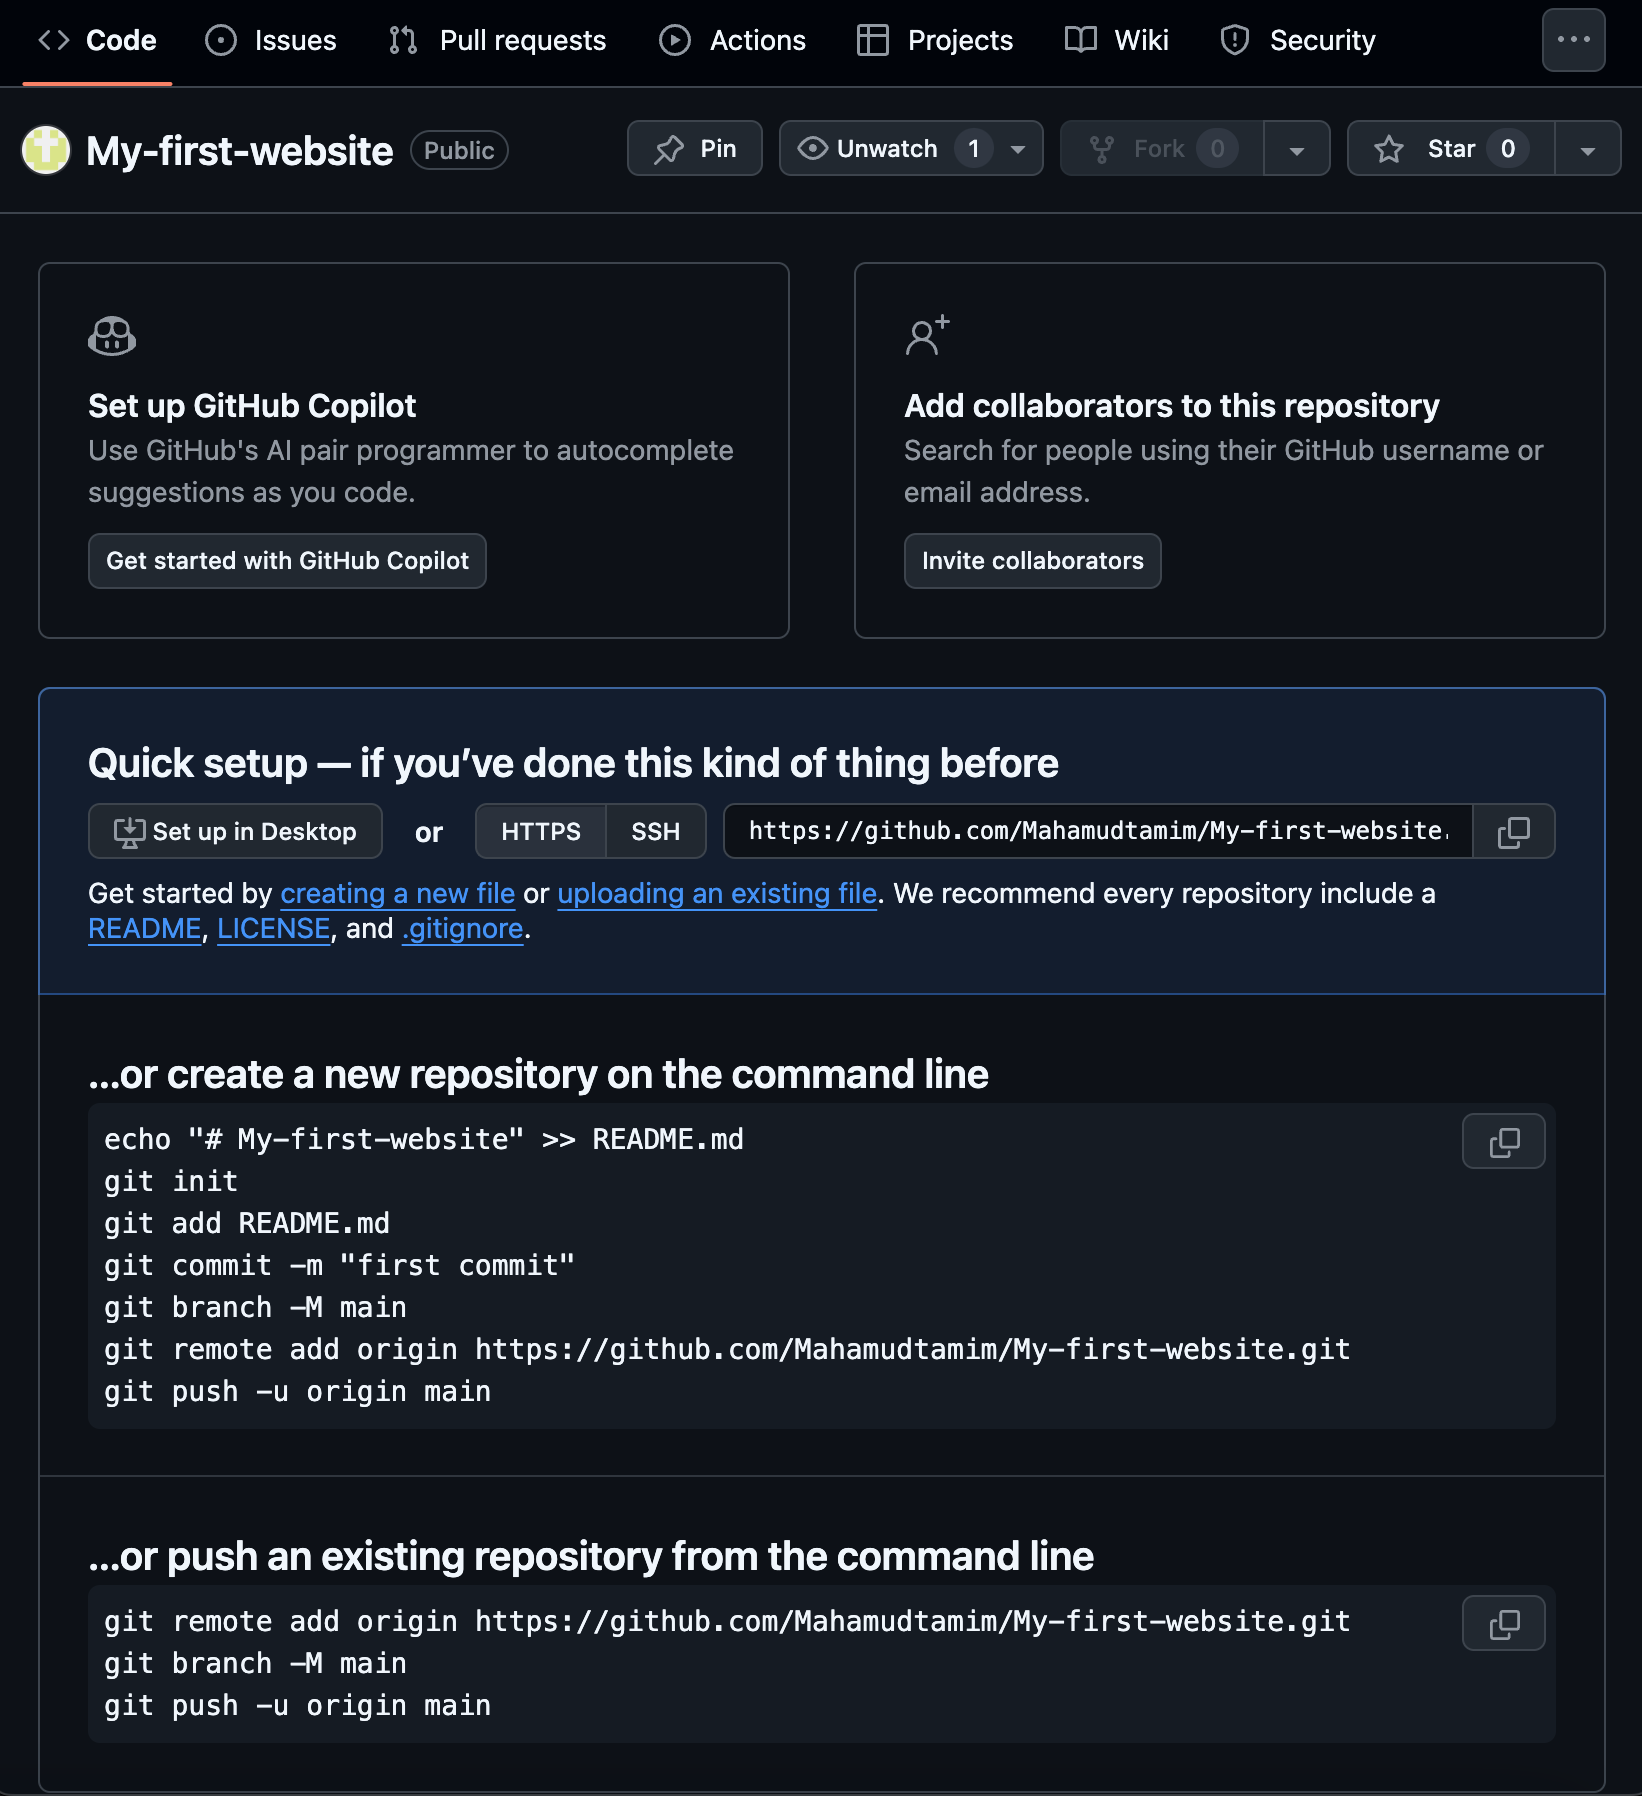 Code Issues Pull requests Actions Projects Wiki Security
My-first-website Public Pin Unwatch 1 Fork 0 Star 0
Set up GitHub Copilot
Use GitHub's AI pair programmer to autocomplete
suggestions as you code.
Get started with GitHub Copilot
Add collaborators to this repository
Search for people using their GitHub username or
email address.
Invite collaborators
Quick setup — if you’ve done this kind of thing before
Set up in Desktop or HTTPS SSH https://github.com/Mahamudtamim/My-first-website.
Get started by creating a new file or uploading an existing file. We recommend every repository include a
README, LICENSE, and .gitignore.
…or create a new repository on the command line
echo "# My-first-website" >> README.md
git init
git add README.md
git commit -m "first commit"
git branch -M main
git remote add origin https://github.com/Mahamudtamim/My-first-website.git
git push -u origin main
…or push an existing repository from the command line
git remote add origin https://github.com/Mahamudtamim/My-first-website.git
git branch -M main
git push -u origin main